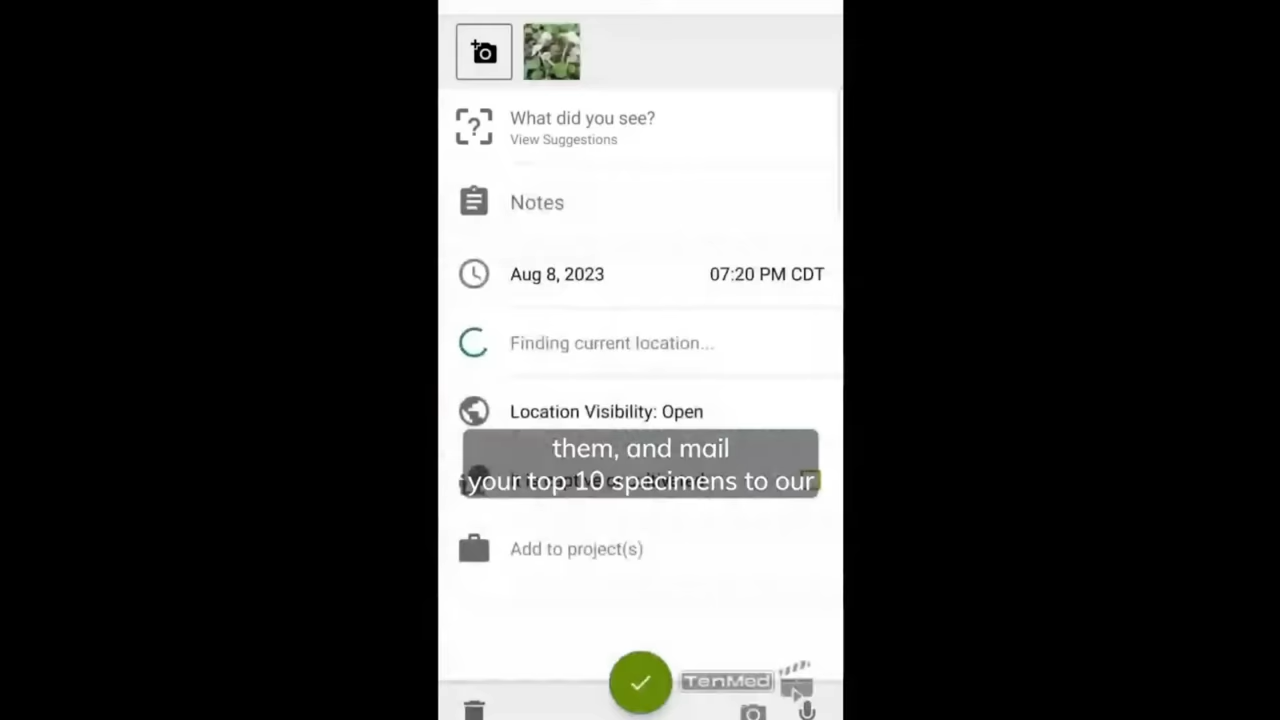 What did you see?
View Suggestions
Notes
Aug 8, 2023 07:20 PM CDT
Finding current location...
Location Visibility: Open
them, and mail
your top 10 specimens to our
Add to project(s)
TenMed